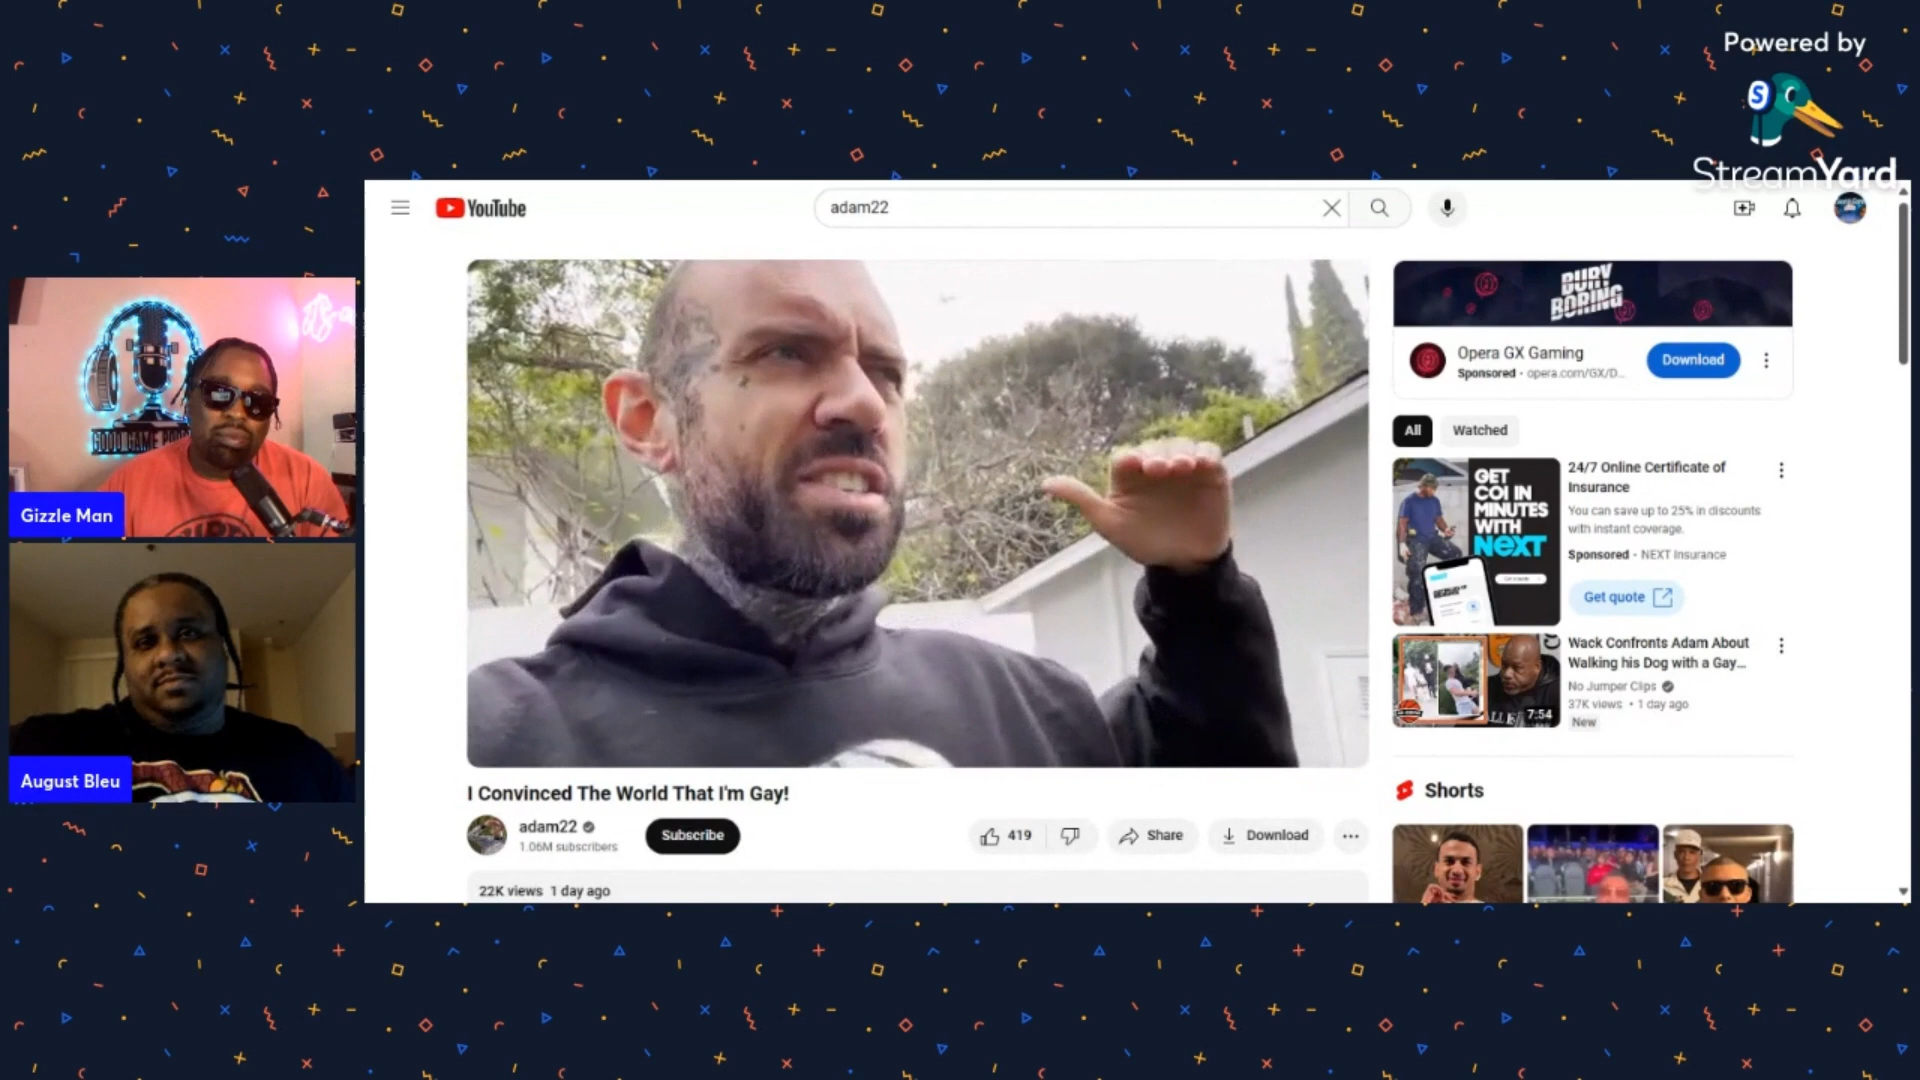 Powered by
StreamYard
YouTube
adam22
GOOD GAME
Gizzle Man
August Bleu
I Convinced The World That I'm Gay!
adam22
1.06M subscribers
Subscribe
419
Share
Download
22K views 1 day ago
BURY
BORING
Opera GX Gaming
Sponsored · opera.com/GX/D...
Download
All
Watched
GET
COI IN
MINUTES
WITH
NEXT
24/7 Online Certificate of
Insurance
You can save up to 25% in discounts
with instant coverage.
Sponsored · NEXT Insurance
Get quote
7:54
Wack Confronts Adam About
Walking his Dog with a Gay...
No Jumper Clips
37K views • 1 day ago
New
Shorts